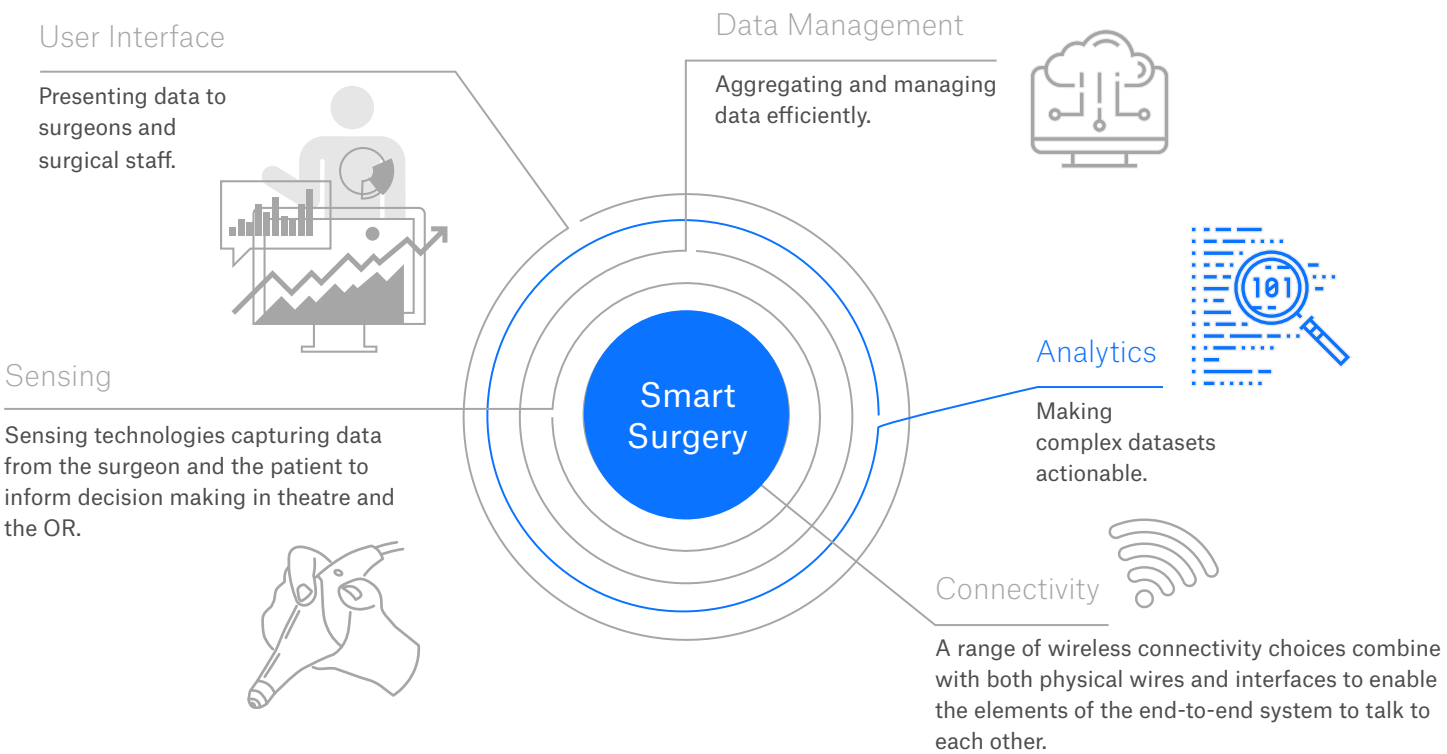 User Interface
Presenting data to
surgeons and
surgical staff.
Data Management
Aggregating and managing
data efficiently.
101
Analytics
Making
complex datasets
actionable.
Smart
Surgery
Sensing
Sensing technologies capturing data
from the surgeon and the patient to
inform decision making in theatre and
the OR.
Connectivity
A range of wireless connectivity choices combine
with both physical wires and interfaces to enable
the elements of the end-to-end system to talk to
each other.